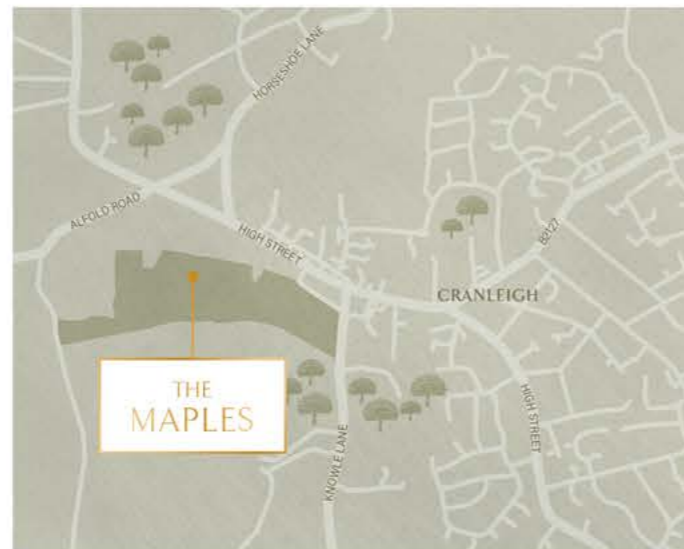 HORSESHOE LANE
ALFOLD ROAD
HIGH STREET
B2127
CRANLEIGH
THE
MAPLES
HIGH STREET
KNOWLE LANE